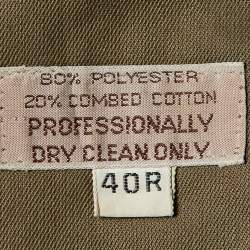 80% POLYESTER
20% COMBED COTTON
PROFESSIONALLY
DRY CLEAN ONLY
40R